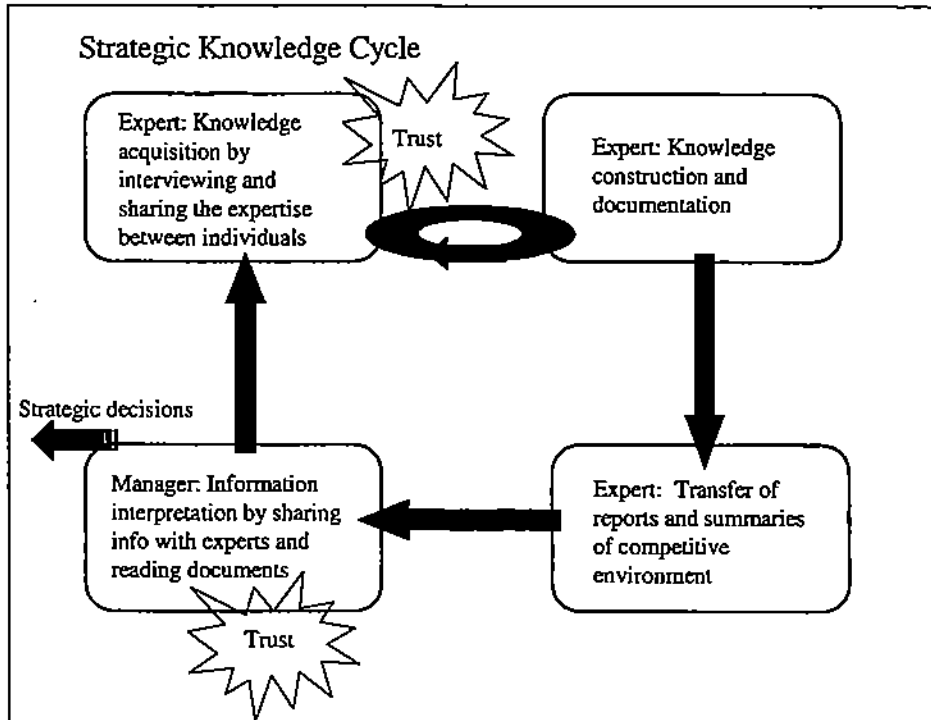 Strategic Knowledge Cycle
Expert: Knowledge
acquisition by
interviewing and
sharing the expertise
between individuals
Trust
Expert: Knowledge
construction and
documentation
Strategic decisions
Manager: Information
interpretation by sharing
info with experts and
reading documents
Expert: Transfer of
reports and summaries
of competitive
environment
Trust